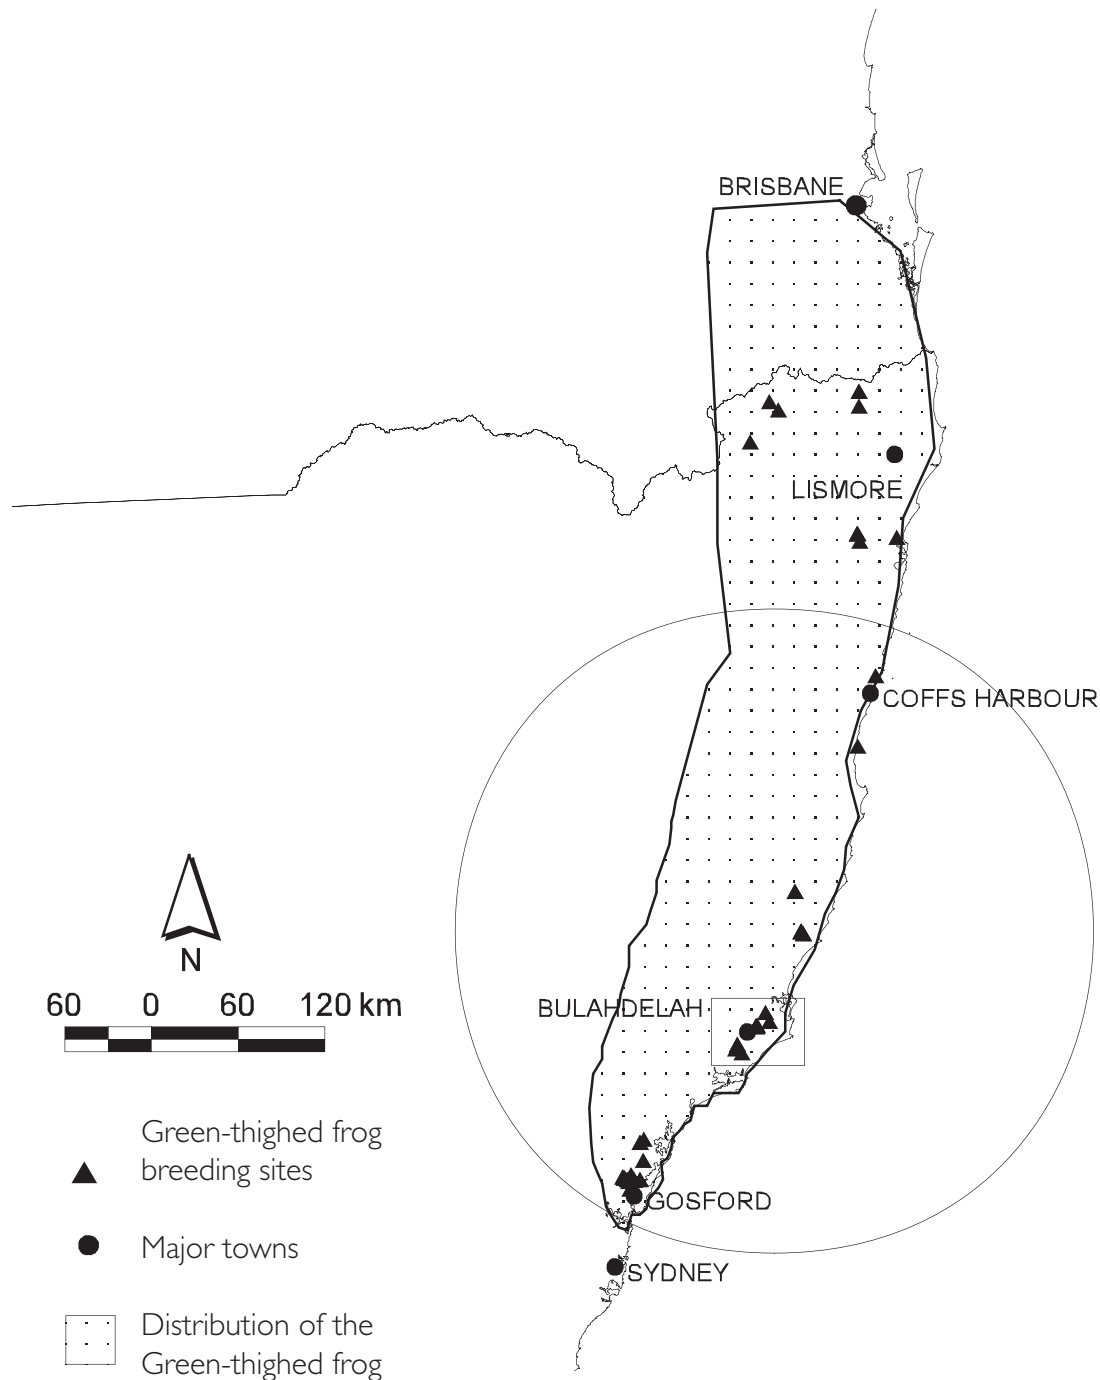 BRISBANE
LISMORE
COFFS HARBOUR
N
60 0 60 120 km
BULAHDELAH
Green-thighed frog
breeding sites
GOSFORD
Major towns
SYDNEY
Distribution of the
Green-thighed frog